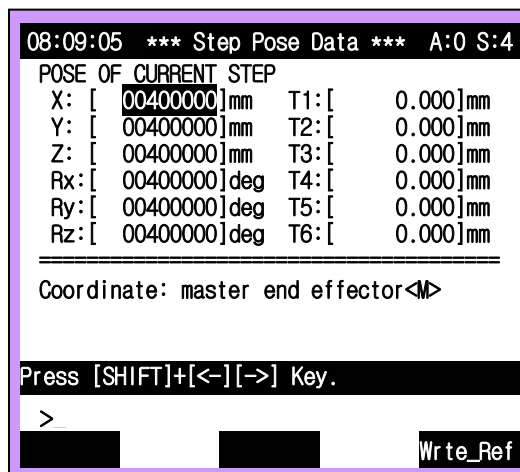 08:09:05 *** Step Pose Data *** A:0 S:4
POSE OF CURRENT STEP
X: [ 00400000]mm T1:[ 0.000]mm
Y: [ 00400000]mm T2:[ 0.000]mm
Z: [ 00400000]mm T3:[ 0.000]mm
Rx:[ 00400000]deg T4:[ 0.000]mm
Ry:[ 00400000]deg T5:[ 0.000]mm
Rz:[ 00400000]deg T6:[ 0.000]mm
==========================================
Coordinate: master end effector<M>
Press [SHIFT]+[<-][->] Key.
>_
Wrte_Ref